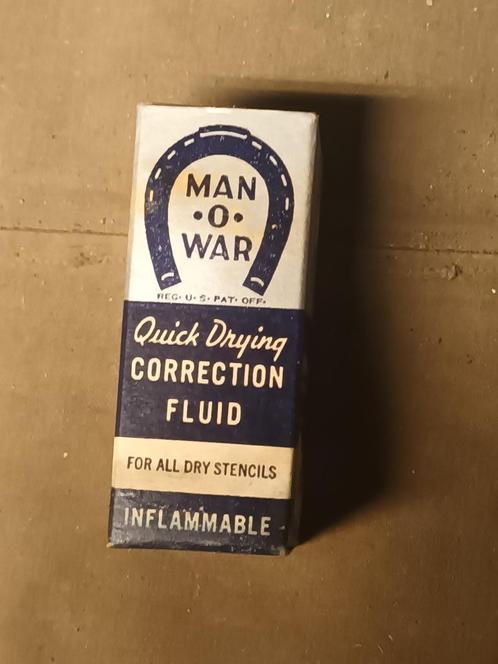 MAN
•O•
WAR
REG. U. S. PAT. OFF.
Quick Drying
CORRECTION
FLUID
FOR ALL DRY STENCILS
INFLAMMABLE